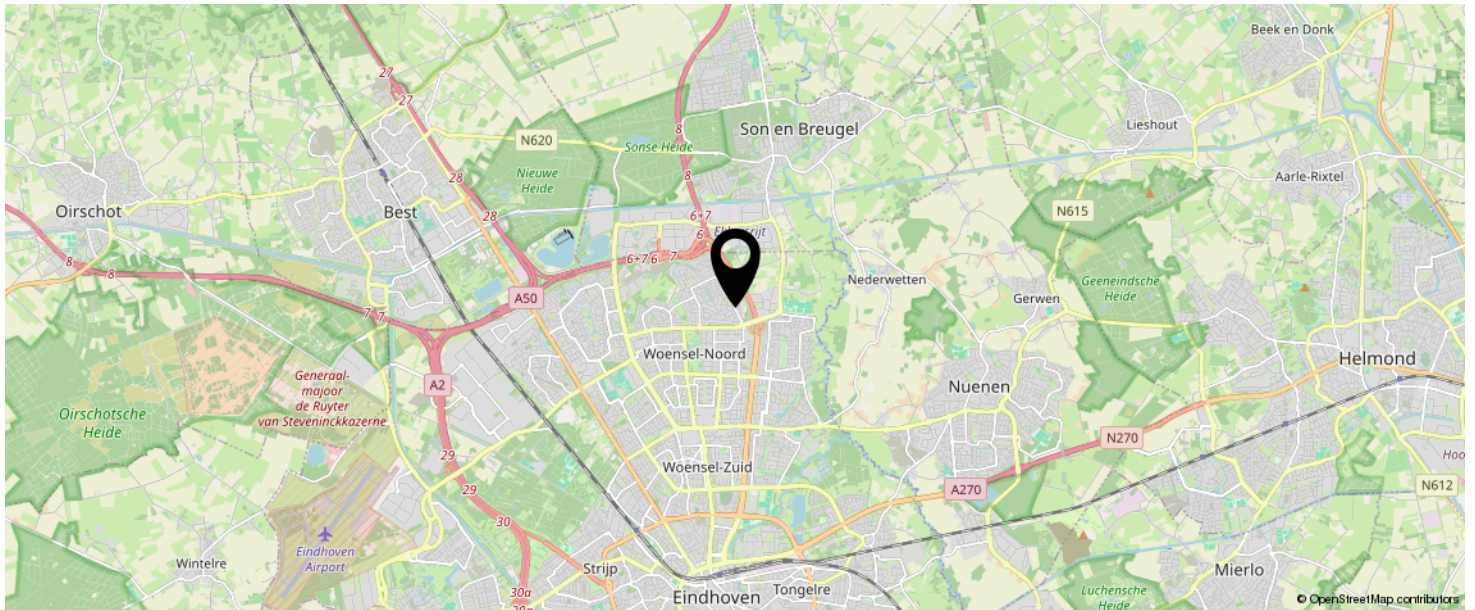 Beek en Donk
27
27
8
N620
Sonse Heide
Son en Breugel
Lieshout
8
Nieuwe
Heide
28
Aarle-Rixtel
Oirschot
Best
28
6+7
6
N615
8
8
6+7 6 7
Nederwetten
Geeneindsche
Heide
A50
Gerwen
7 7
Woensel-Noord
Helmond
A2
Generaal-
majoor
de Ruyter
van Steveninckkazerne
Nuenen
Oirschotsche
Heide
N270
29
Woensel-Zuid
29
A270
N612
30
Eindhoven
Airport
Wintelre
Strijp
Tongelre
Mierlo
30a
Eindhoven
Luchensche
Heide
© OpenStreetMap contributors